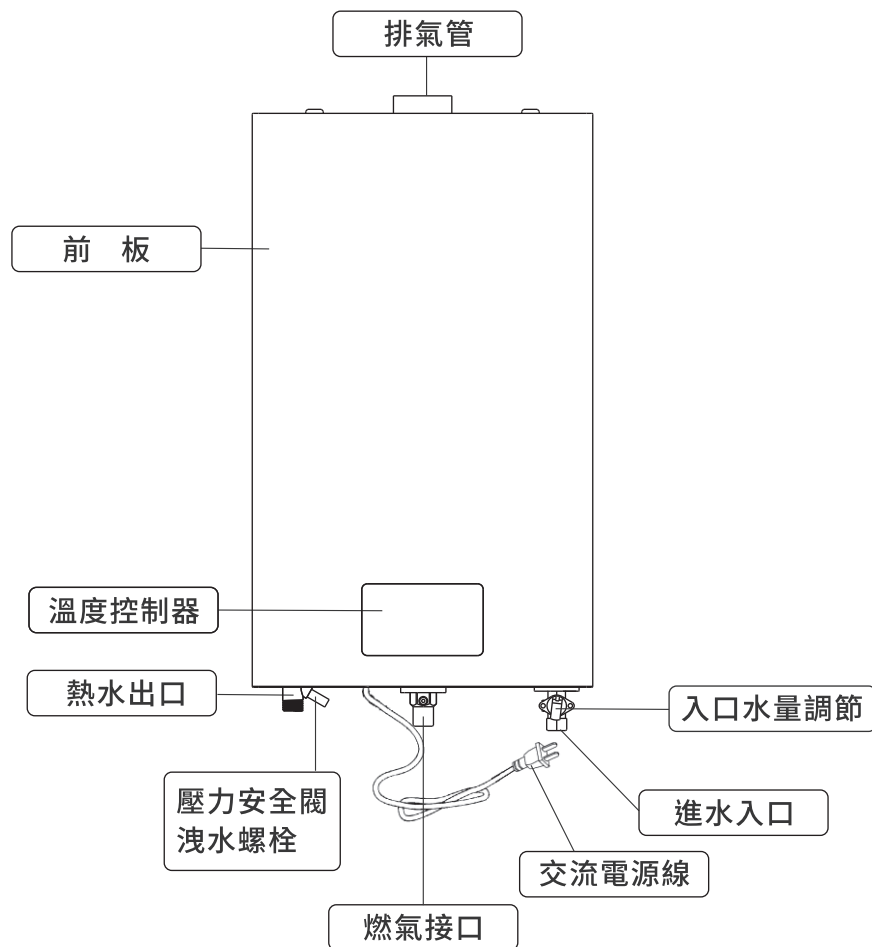 排氣管
前　板
溫度控制器
熱水出口
入口水量調節
壓力安全閥
洩水螺栓
進水入口
交流電源線
燃氣接口